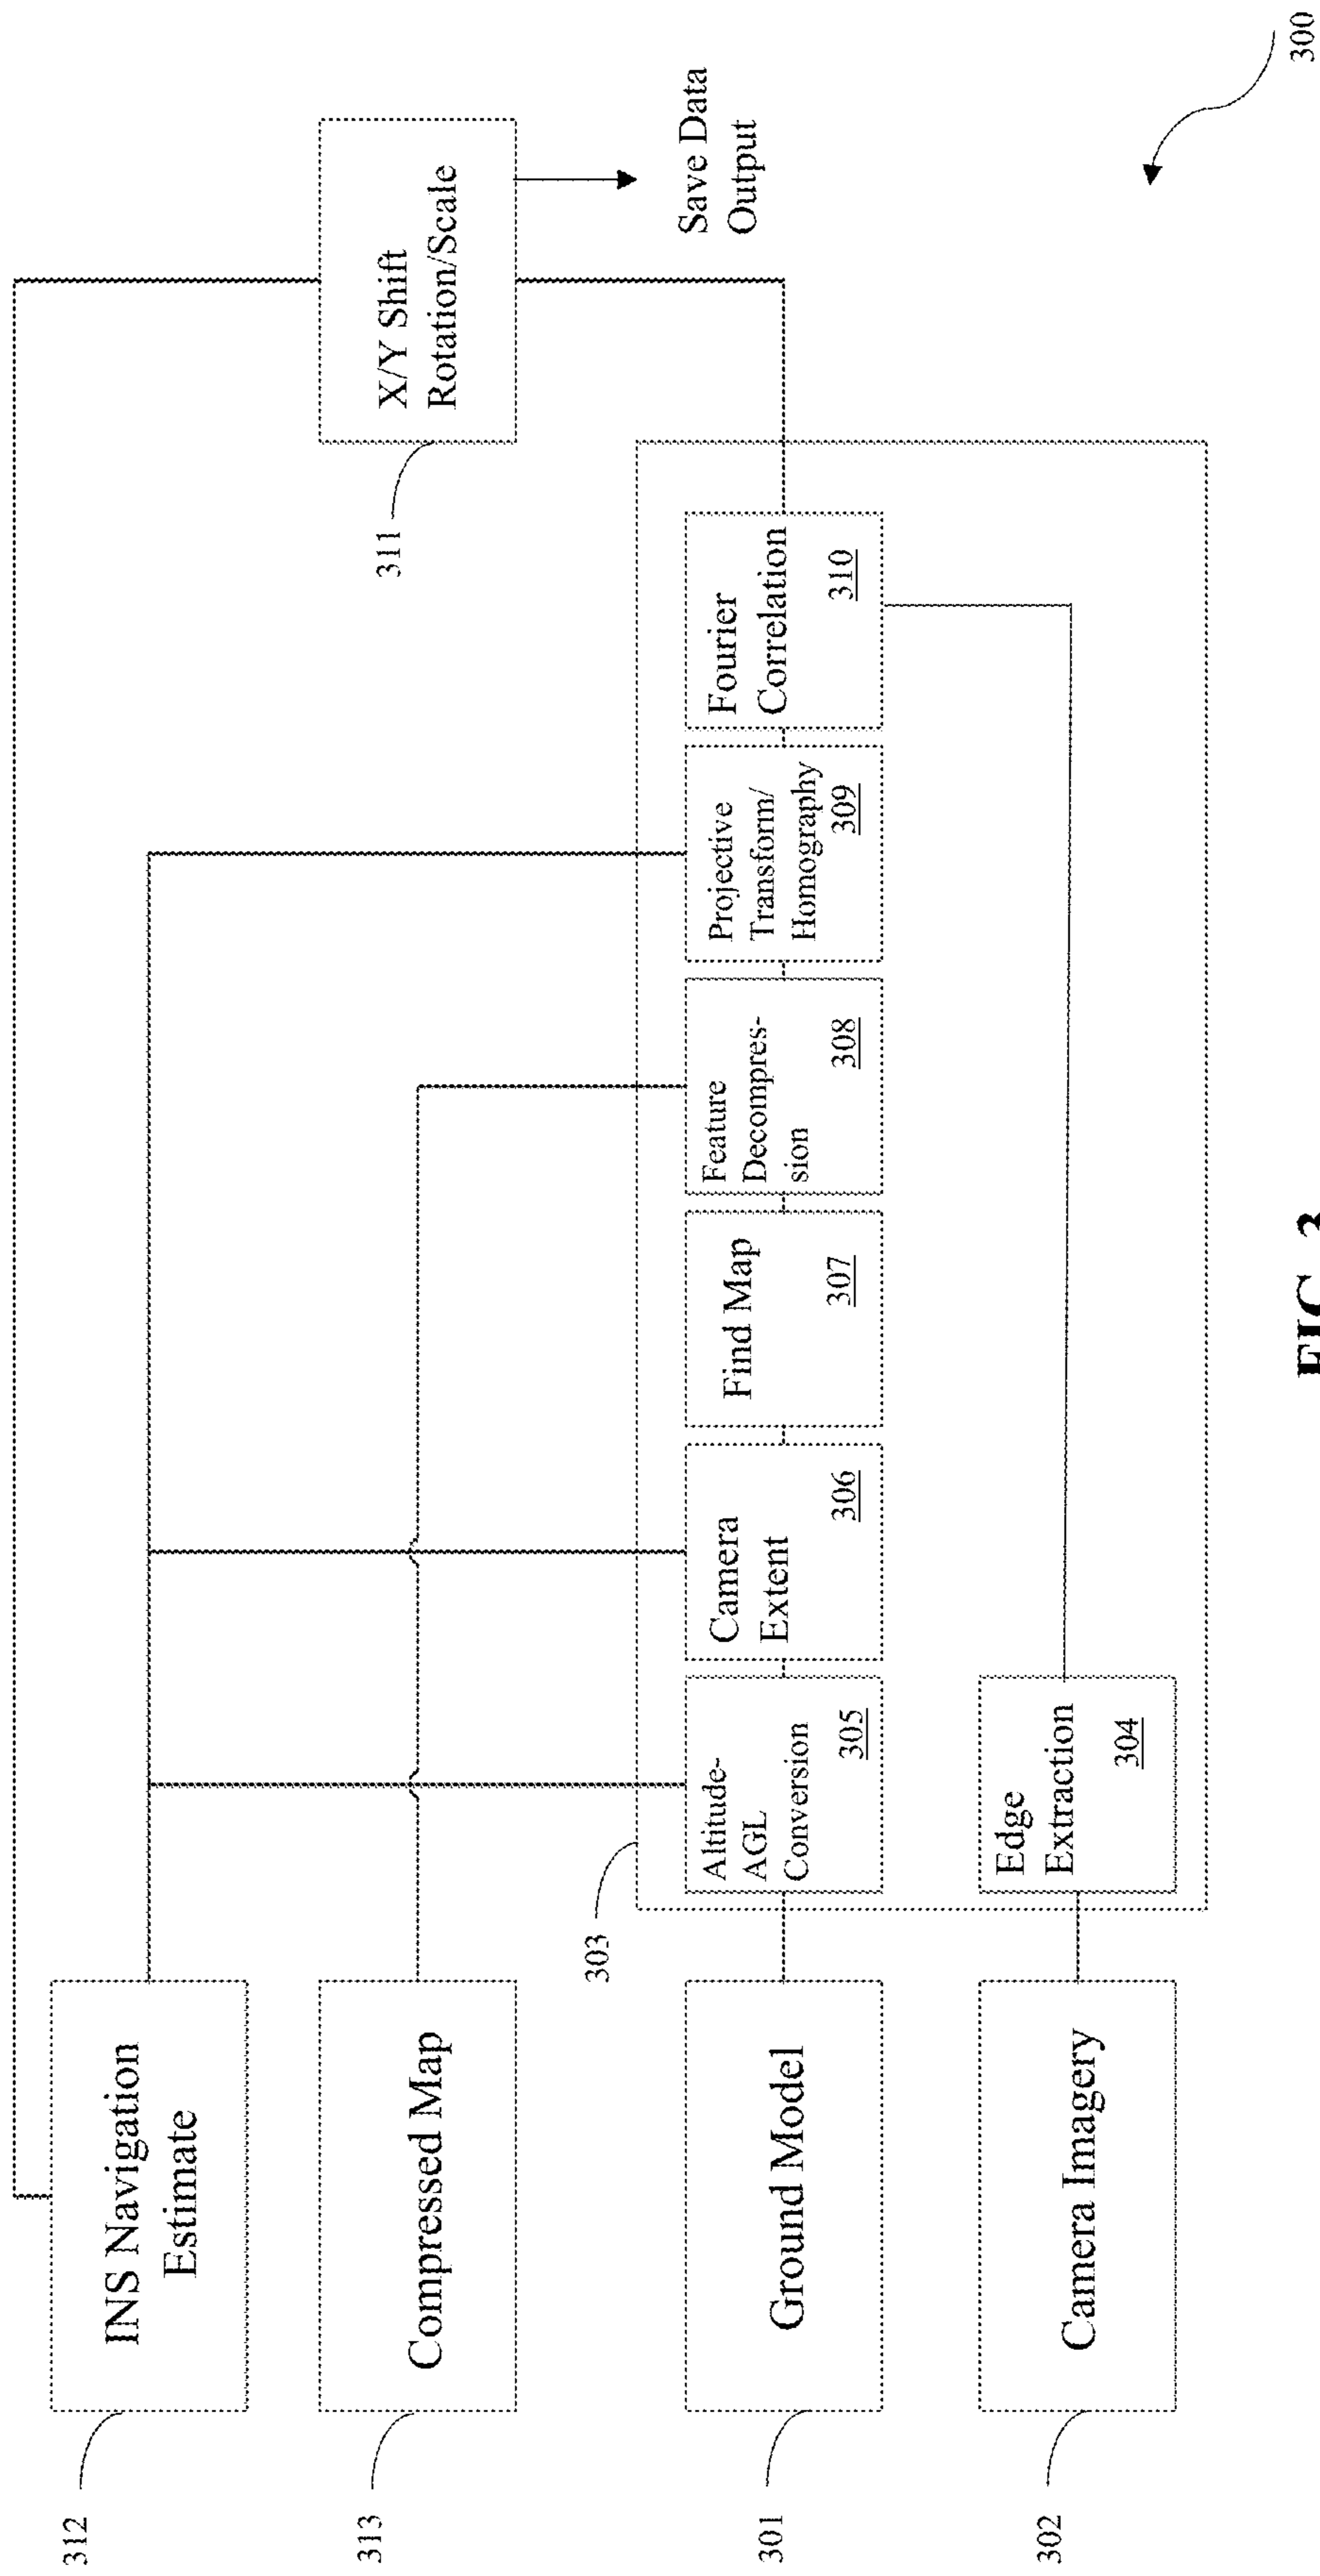 312
INS Navigation
Estimate
313
Compressed Map
301
Ground Model
302
Camera Imagery
303
Altitude-
AGL
Conversion
305
Camera
Extent
306
Find Map
307
Feature
Decompres-
sion
308
Projective
Transform/
Homography
309
Fourier
Correlation
310
Edge
Extraction
304
311
X/Y Shift
Rotation/Scale
Save Data
Output
300
FIG. 3